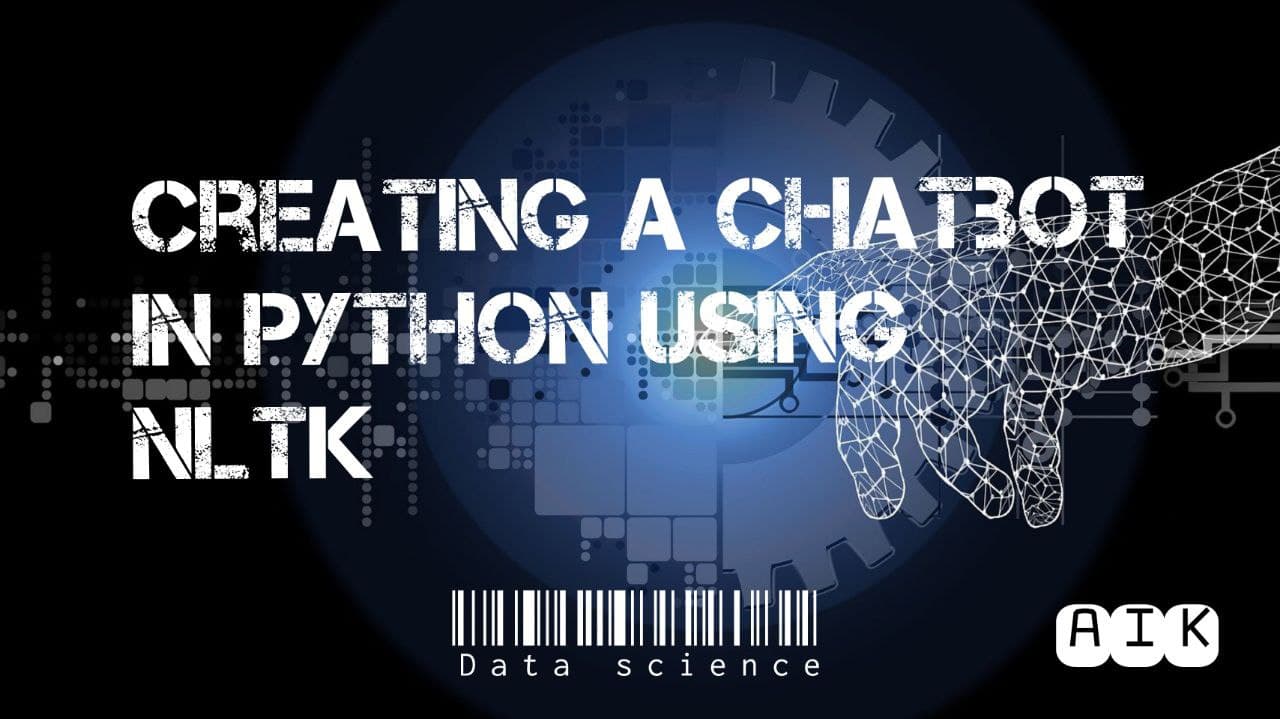 CREATING A CHATBOT
IN PYTHON USING
NLTK
Data science
AIK